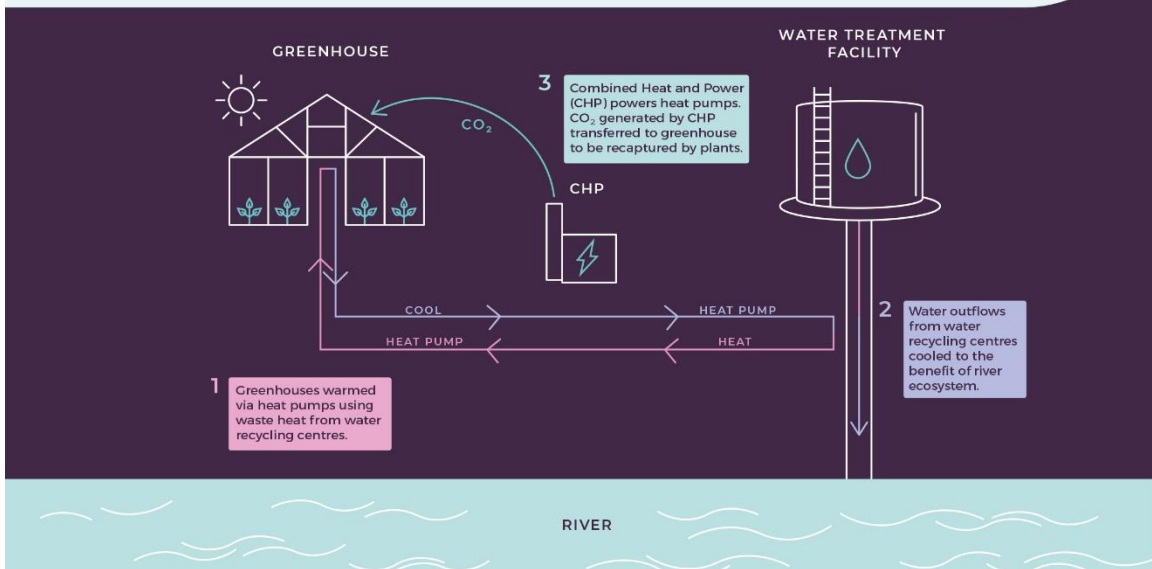 GREENHOUSE
WATER TREATMENT
FACILITY
3
Combined Heat and Power
(CHP) powers heat pumps.
CO₂ generated by CHP
transferred to greenhouse
to be recaptured by plants.
CO₂
CHP
COOL
HEAT PUMP
HEAT PUMP
HEAT
2
Water outflows
from water
recycling centres
cooled to the
benefit of river
ecosystem.
1
Greenhouses warmed
via heat pumps using
waste heat from water
recycling centres.
RIVER